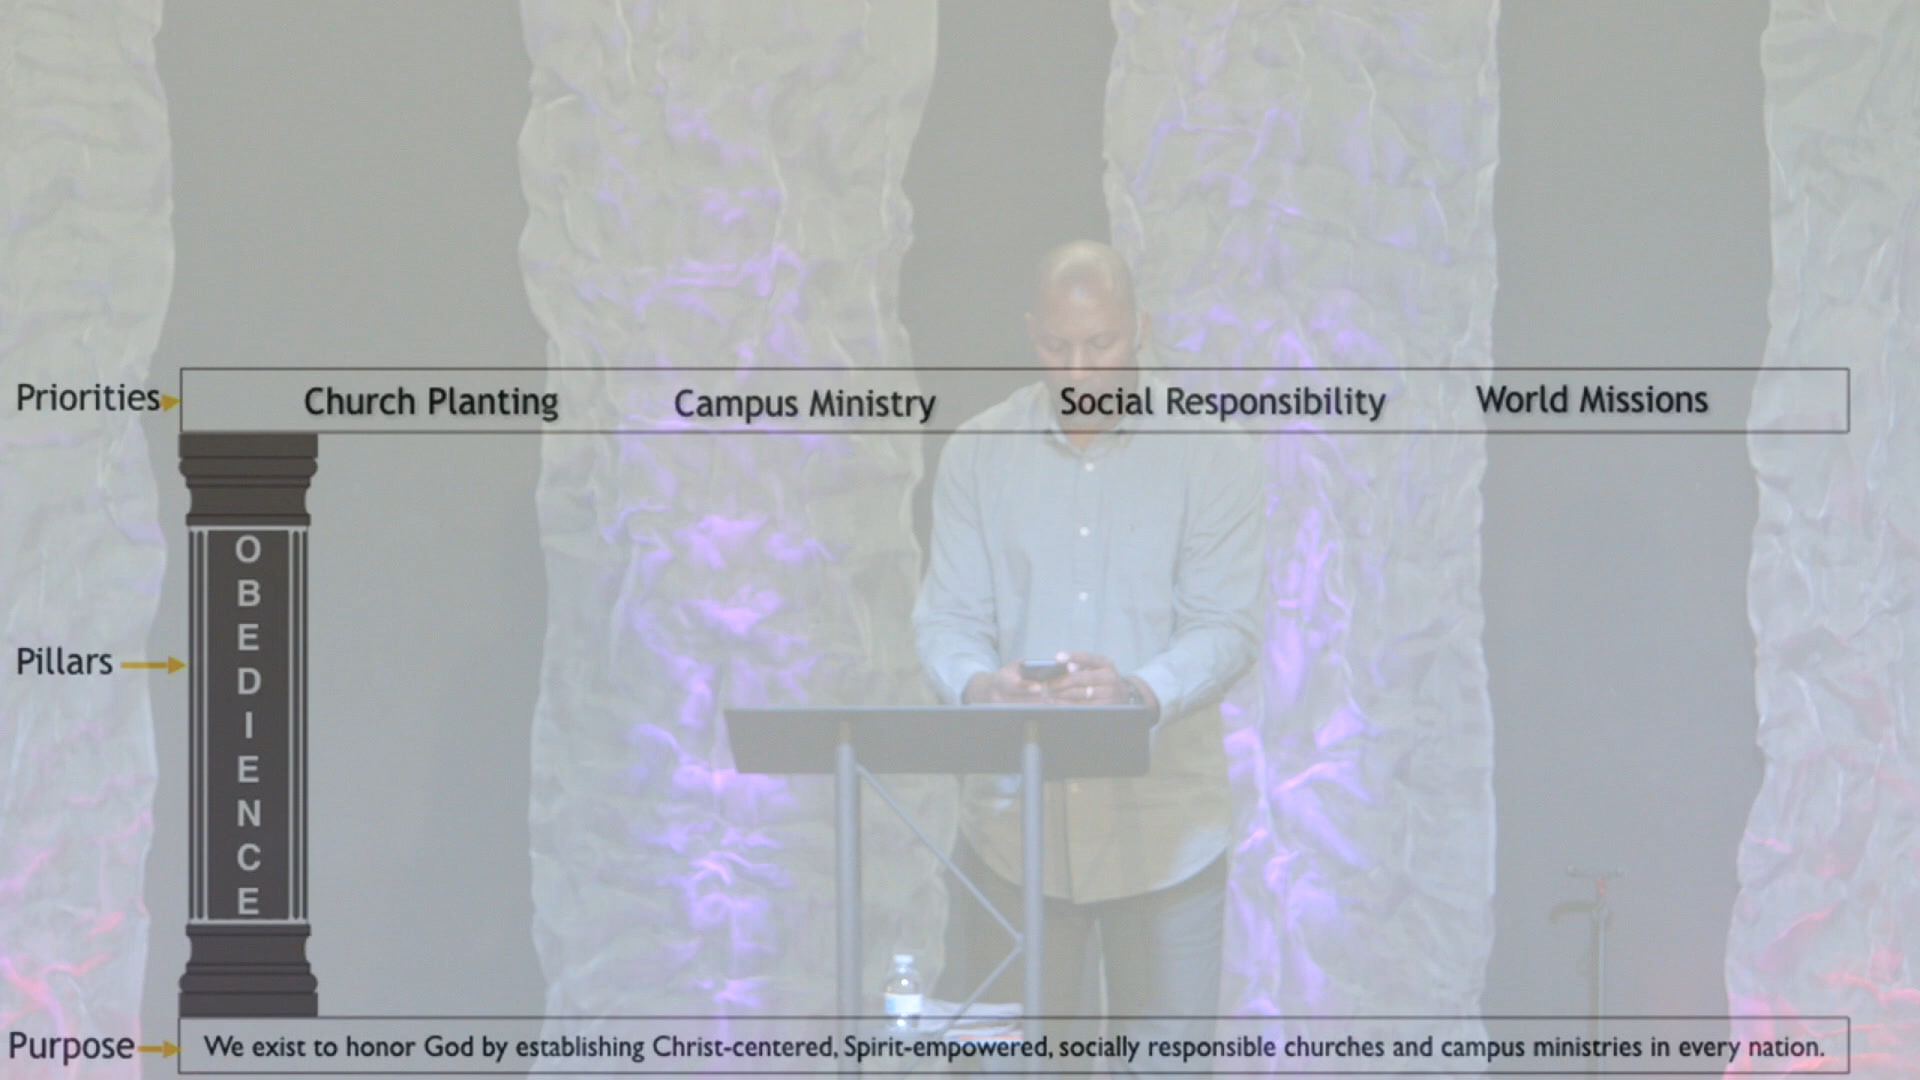 Priorities
Church Planting Campus Ministry Social Responsibility World Missions
OBEDIENCE
Pillars
Purpose
We exist to honor God by establishing Christ-centered, Spirit-empowered, socially responsible churches and campus ministries in every nation.